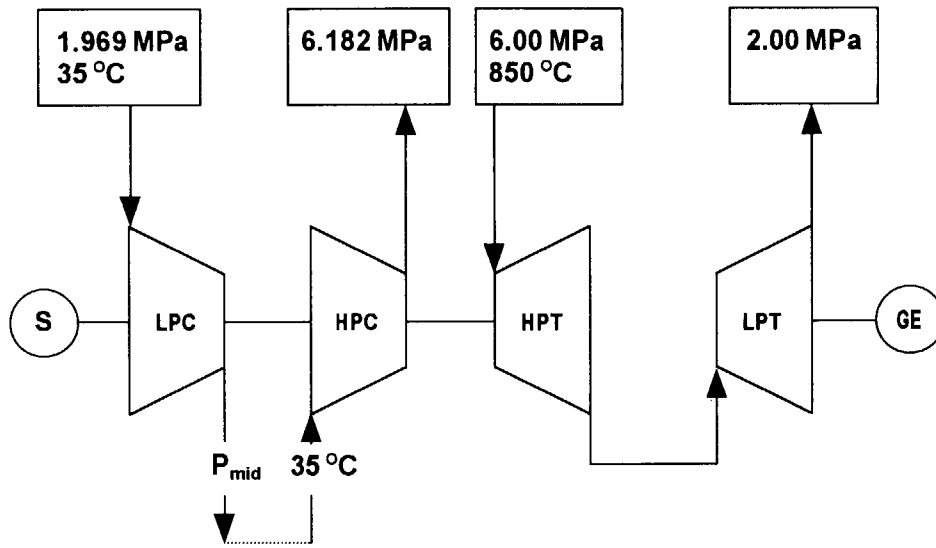 1.969 MPa
35 °C
6.182 MPa
6.00 MPa
850 °C
2.00 MPa
S
LPC
HPC
HPT
LPT
GE
Pmid
35 °C